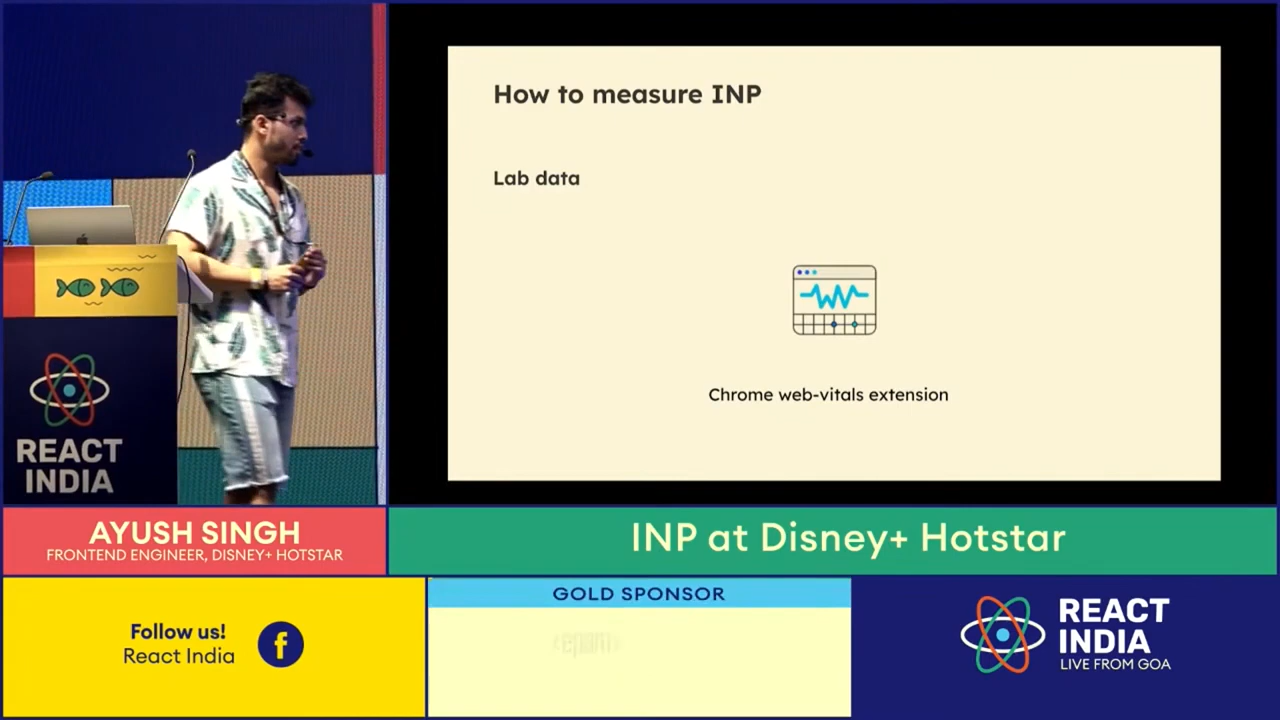 How to measure INP
Lab data
Chrome web-vitals extension
REACT
INDIA
AYUSH SINGH
FRONTEND ENGINEER, DISNEY+ HOTSTAR
INP at Disney+ Hotstar
Follow us!
React India
GOLD SPONSOR
<epam>
REACT
INDIA
LIVE FROM GOA